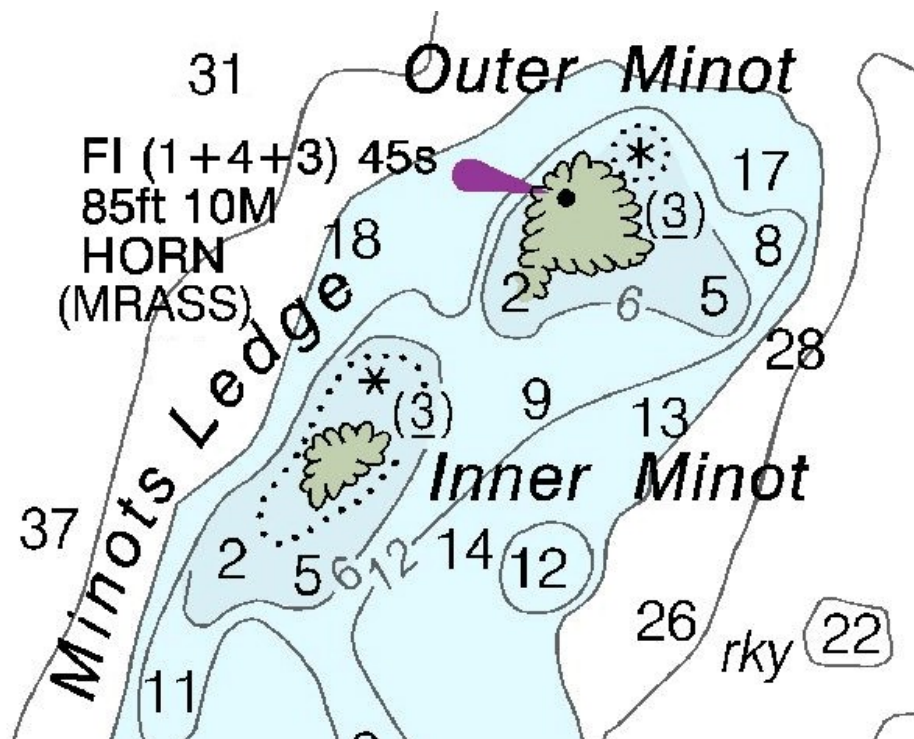 Outer Minot
31
Fl (1+4+3) 45s
85ft 10M
HORN
(MRASS)
17
(3)
18
8
2
6
5
28
Minots Ledge
(3)
9
13
Inner Minot
37
14
12
2
5
6
12
26
rky
22
11